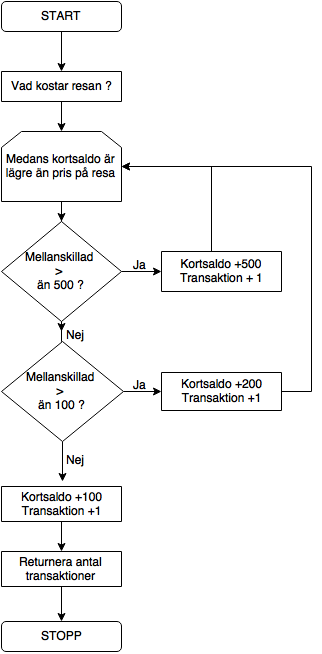 START
Vad kostar resan ?
Medans kortsaldo är
lägre än pris på resa
Mellanskillad
>
än 500 ?
Ja
Kortsaldo +500
Transaktion + 1
Nej
Mellanskillad
>
än 100 ?
Ja
Kortsaldo +200
Transaktion +1
Nej
Kortsaldo +100
Transaktion +1
Returnera antal
transaktioner
STOPP